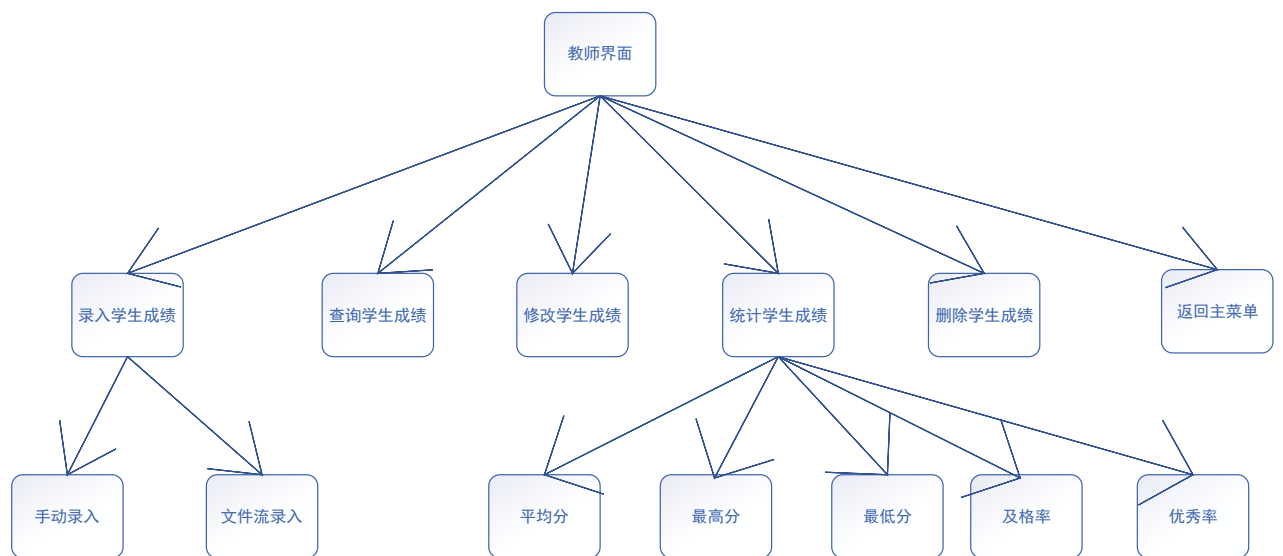 教师界面
录入学生成绩
查询学生成绩
修改学生成绩
统计学生成绩
删除学生成绩
返回主菜单
手动录入
文件流录入
平均分
最高分
最低分
及格率
优秀率